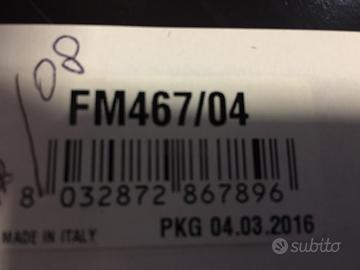 /08
FM467/04
8 032872 867896
MADE IN ITALY
PKG 04.03.2016
subito